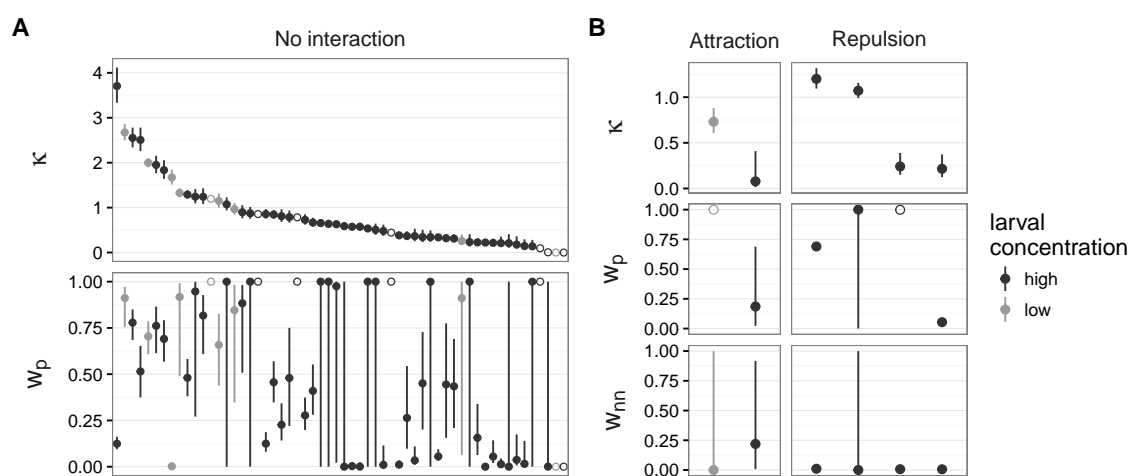 A
No interaction
κ
4
3
2
1
0
wp
1.00
0.75
0.50
0.25
0.00
B
Attraction
Repulsion
κ
1.0
0.5
0.0
wp
1.00
0.75
0.50
0.25
0.00
wnn
1.00
0.75
0.50
0.25
0.00
larval
concentration
high
low